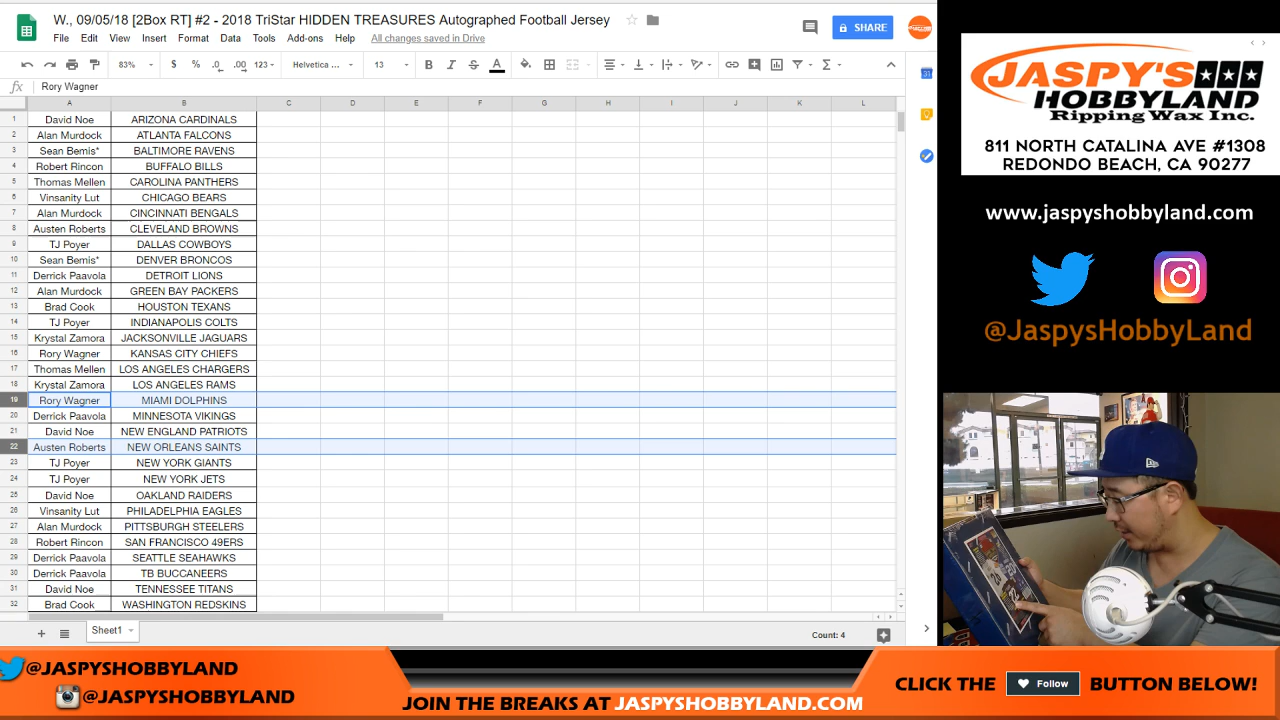 W., 09/05/18 [2Box RT] #2 - 2018 TriStar HIDDEN TREASURES Autographed Football Jersey
File Edit View Insert Format Data Tools Add-ons Help All changes saved in Drive
SHARE
83% $ % .0 .00 123 Helvetica ... 13 B I S A
fx Rory Wagner
A B C D E F G H I J K L
1 David Noe ARIZONA CARDINALS
2 Alan Murdock ATLANTA FALCONS
3 Sean Bemis* BALTIMORE RAVENS
4 Robert Rincon BUFFALO BILLS
5 Thomas Mellen CAROLINA PANTHERS
6 Vinsanity Lut CHICAGO BEARS
7 Alan Murdock CINCINNATI BENGALS
8 Austen Roberts CLEVELAND BROWNS
9 TJ Poyer DALLAS COWBOYS
10 Sean Bemis* DENVER BRONCOS
11 Derrick Paavola DETROIT LIONS
12 Alan Murdock GREEN BAY PACKERS
13 Brad Cook HOUSTON TEXANS
14 TJ Poyer INDIANAPOLIS COLTS
15 Krystal Zamora JACKSONVILLE JAGUARS
16 Rory Wagner KANSAS CITY CHIEFS
17 Thomas Mellen LOS ANGELES CHARGERS
18 Krystal Zamora LOS ANGELES RAMS
19 Rory Wagner MIAMI DOLPHINS
20 Derrick Paavola MINNESOTA VIKINGS
21 David Noe NEW ENGLAND PATRIOTS
22 Austen Roberts NEW ORLEANS SAINTS
23 TJ Poyer NEW YORK GIANTS
24 TJ Poyer NEW YORK JETS
25 David Noe OAKLAND RAIDERS
26 Vinsanity Lut PHILADELPHIA EAGLES
27 Alan Murdock PITTSBURGH STEELERS
28 Robert Rincon SAN FRANCISCO 49ERS
29 Derrick Paavola SEATTLE SEAHAWKS
30 Derrick Paavola TB BUCCANEERS
31 David Noe TENNESSEE TITANS
32 Brad Cook WASHINGTON REDSKINS
Sheet1
Count: 4
JASPY'S
HOBBYLAND
Ripping Wax Inc.
811 NORTH CATALINA AVE #1308
REDONDO BEACH, CA 90277
www.jaspyshobbyland.com
@JaspysHobbyLand
@JASPYSHOBBYLAND
@JASPYSHOBBYLAND
JOIN THE BREAKS AT JASPYSHOBBYLAND.COM
CLICK THE Follow BUTTON BELOW!